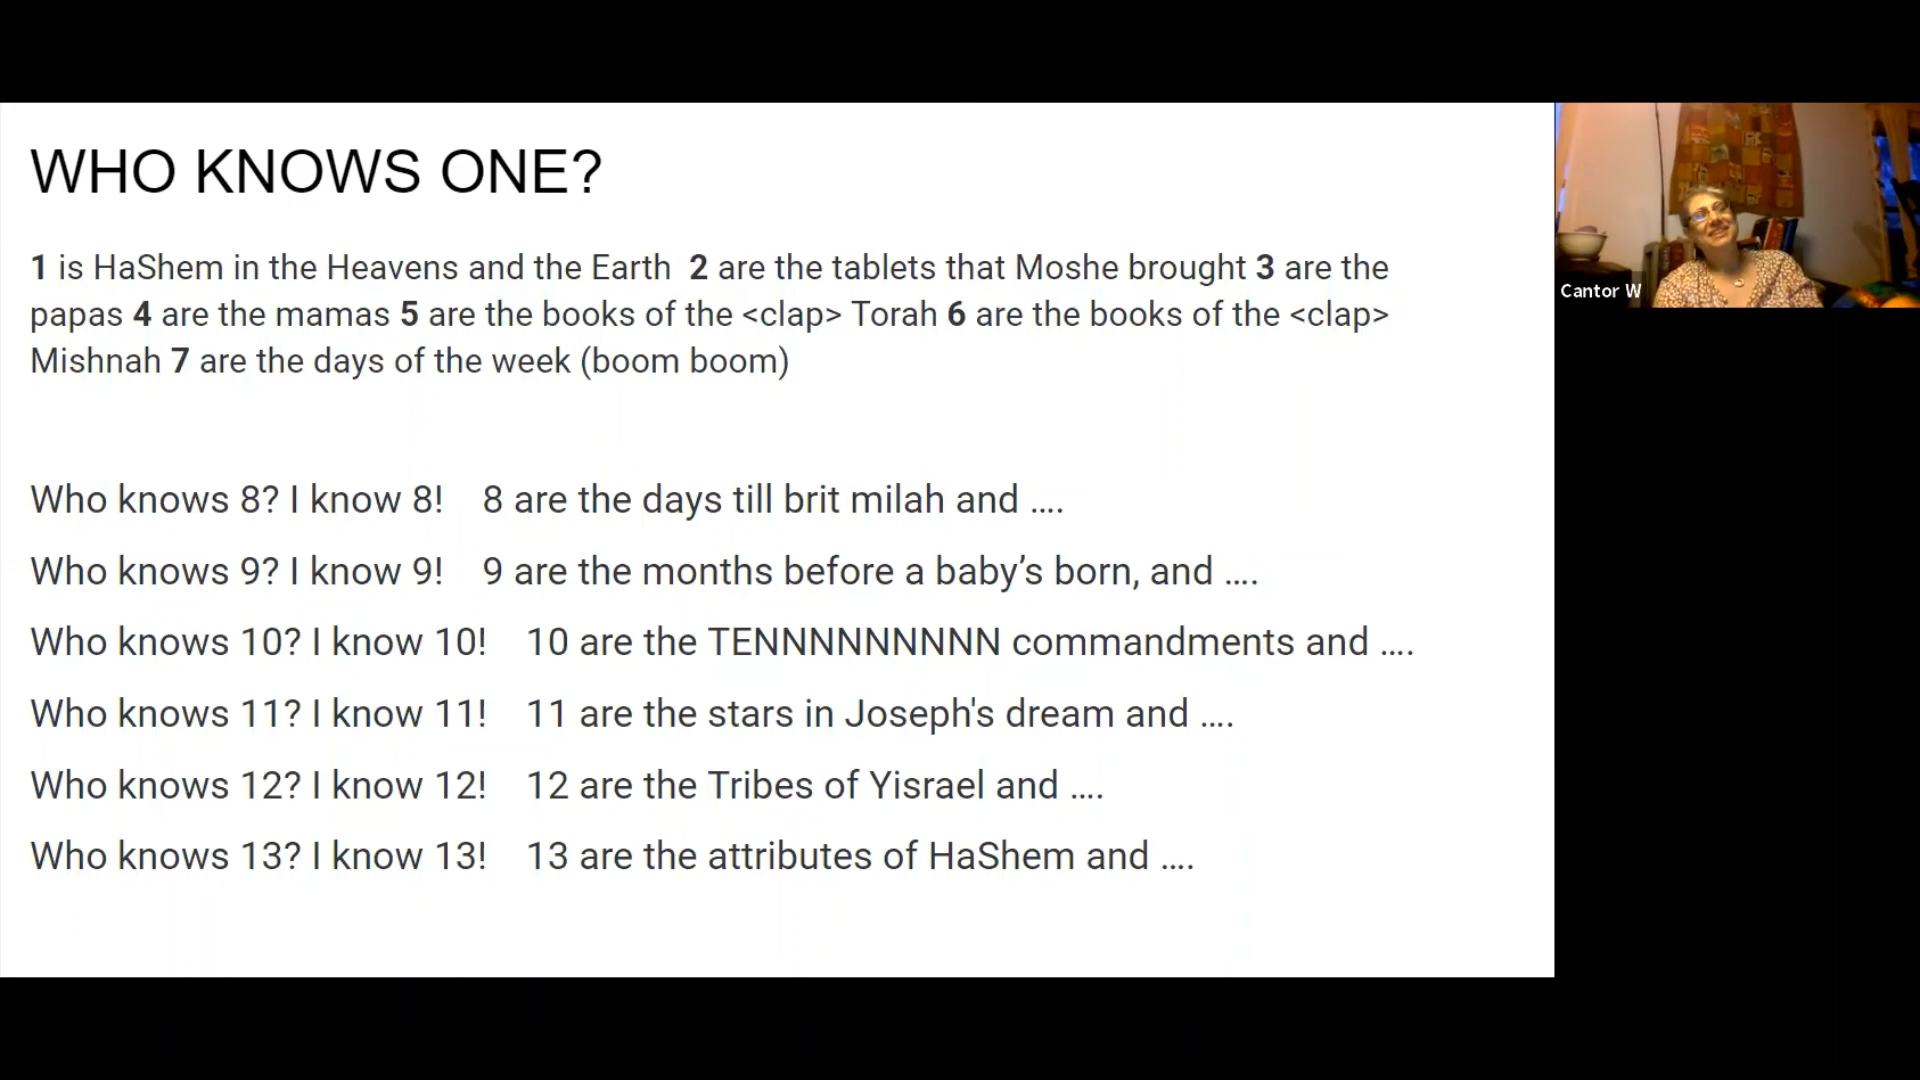 WHO KNOWS ONE?
1 is HaShem in the Heavens and the Earth  2 are the tablets that Moshe brought 3 are the
papas 4 are the mamas 5 are the books of the <clap> Torah 6 are the books of the <clap>
Mishnah 7 are the days of the week (boom boom)
Who knows 8? I know 8!    8 are the days till brit milah and ....
Who knows 9? I know 9!    9 are the months before a baby’s born, and ....
Who knows 10? I know 10!    10 are the TENNNNNNNNN commandments and ....
Who knows 11? I know 11!    11 are the stars in Joseph's dream and ....
Who knows 12? I know 12!    12 are the Tribes of Yisrael and ....
Who knows 13? I know 13!    13 are the attributes of HaShem and ....
Cantor W